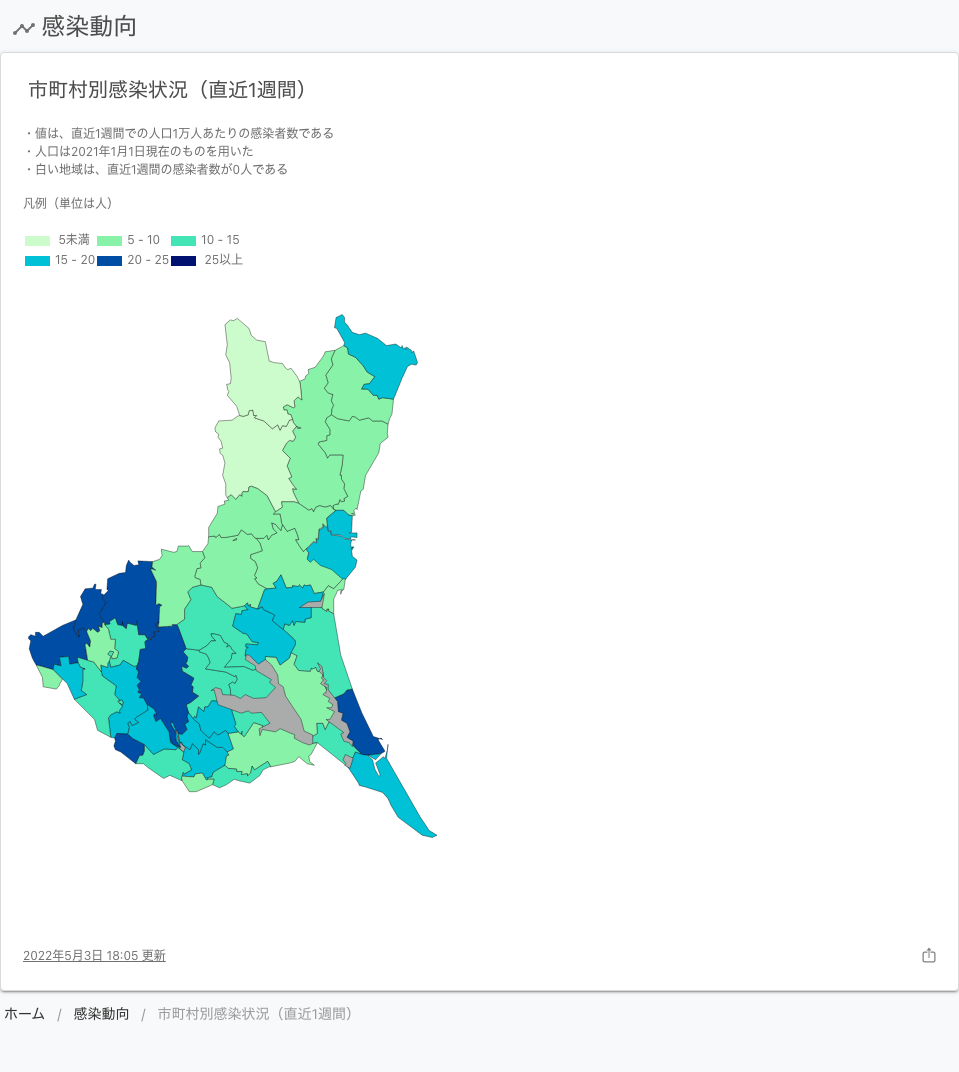 感染動向
市町村別感染状況（直近1週間）
・値は、直近1週間での人口1万人あたりの感染者数である
・人口は2021年1月1日現在のものを用いた
・白い地域は、直近1週間の感染者数が0人である
凡例（単位は人）
5未満 5 - 10 10 - 15
15 - 20 20 - 25 25以上
2022年5月3日 18:05 更新
ホーム / 感染動向 / 市町村別感染状況（直近1週間）